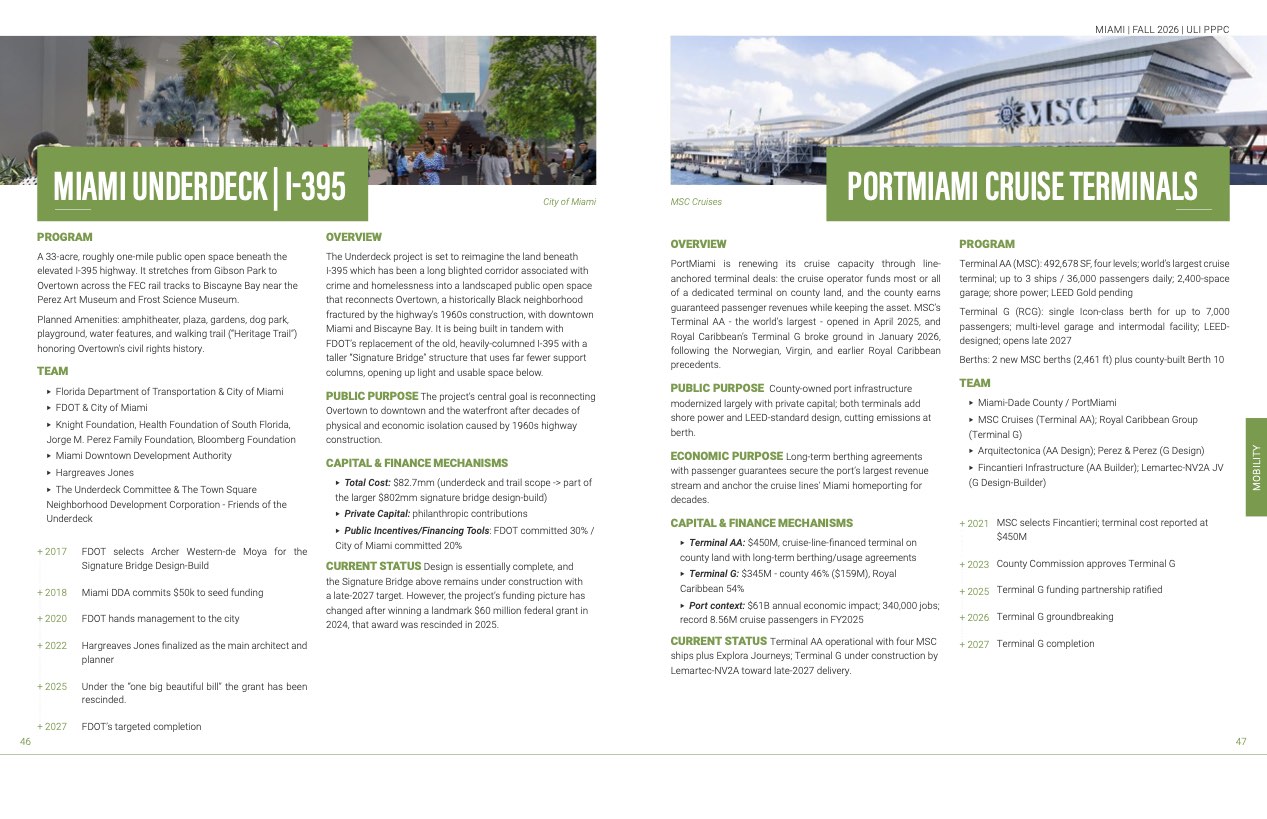 MIAMI | FALL 2026 | ULI PPPC
MSC
MIAMI UNDERDECK | I-395
City of Miami
PROGRAM
A 33-acre, roughly one-mile public open space beneath the
elevated I-395 highway. It stretches from Gibson Park to
Overtown across the FEC rail tracks to Biscayne Bay near the
Perez Art Museum and Frost Science Museum.
Planned Amenities: amphitheater, plaza, gardens, dog park,
playground, water features, and walking trail ("Heritage Trail")
honoring Overtown's civil rights history.
TEAM
‣ Florida Department of Transportation & City of Miami
‣ FDOT & City of Miami
‣ Knight Foundation, Health Foundation of South Florida,
Jorge M. Perez Family Foundation, Bloomberg Foundation
‣ Miami Downtown Development Authority
‣ Hargreaves Jones
‣ The Underdeck Committee & The Town Square
Neighborhood Development Corporation - Friends of the
Underdeck
+ 2017 FDOT selects Archer Western-de Moya for the
Signature Bridge Design-Build
+ 2018 Miami DDA commits $50k to seed funding
+ 2020 FDOT hands management to the city
+ 2022 Hargreaves Jones finalized as the main architect and
planner
+ 2025 Under the "one big beautiful bill" the grant has been
rescinded.
+ 2027 FDOT's targeted completion
46
OVERVIEW
The Underdeck project is set to reimagine the land beneath
I-395 which has been a long blighted corridor associated with
crime and homelessness into a landscaped public open space
that reconnects Overtown, a historically Black neighborhood
fractured by the highway's 1960s construction, with downtown
Miami and Biscayne Bay. It is being built in tandem with
FDOT's replacement of the old, heavily-columned I-395 with a
taller "Signature Bridge" structure that uses far fewer support
columns, opening up light and usable space below.
PUBLIC PURPOSE The project's central goal is reconnecting
Overtown to downtown and the waterfront after decades of
physical and economic isolation caused by 1960s highway
construction.
CAPITAL & FINANCE MECHANISMS
‣ Total Cost: $82.7mm (underdeck and trail scope -> part of
the larger $802mm signature bridge design-build)
‣ Private Capital: philanthropic contributions
‣ Public Incentives/Financing Tools: FDOT committed 30% /
City of Miami committed 20%
CURRENT STATUS Design is essentially complete, and
the Signature Bridge above remains under construction with
a late-2027 target. However, the project's funding picture has
changed after winning a landmark $60 million federal grant in
2024, that award was rescinded in 2025.
MSC Cruises
PORTMIAMI CRUISE TERMINALS
OVERVIEW
PortMiami is renewing its cruise capacity through line-
anchored terminal deals: the cruise operator funds most or all
of a dedicated terminal on county land, and the county earns
guaranteed passenger revenues while keeping the asset. MSC's
Terminal AA - the world's largest - opened in April 2025, and
Royal Caribbean's Terminal G broke ground in January 2026,
following the Norwegian, Virgin, and earlier Royal Caribbean
precedents.
PUBLIC PURPOSE County-owned port infrastructure
modernized largely with private capital; both terminals add
shore power and LEED-standard design, cutting emissions at
berth.
ECONOMIC PURPOSE Long-term berthing agreements
with passenger guarantees secure the port's largest revenue
stream and anchor the cruise lines' Miami homeporting for
decades.
CAPITAL & FINANCE MECHANISMS
‣ Terminal AA: $450M, cruise-line-financed terminal on
county land with long-term berthing/usage agreements
‣ Terminal G: $345M - county 46% ($159M), Royal
Caribbean 54%
‣ Port context: $61B annual economic impact; 340,000 jobs;
record 8.56M cruise passengers in FY2025
CURRENT STATUS Terminal AA operational with four MSC
ships plus Explora Journeys; Terminal G under construction by
Lemartec-NV2A toward late-2027 delivery.
PROGRAM
Terminal AA (MSC): 492,678 SF, four levels; world's largest cruise
terminal; up to 3 ships / 36,000 passengers daily; 2,400-space
garage; shore power; LEED Gold pending
Terminal G (RCG): single Icon-class berth for up to 7,000
passengers; multi-level garage and intermodal facility; LEED-
designed; opens late 2027
Berths: 2 new MSC berths (2,461 ft) plus county-built Berth 10
TEAM
‣ Miami-Dade County / PortMiami
‣ MSC Cruises (Terminal AA); Royal Caribbean Group
(Terminal G)
‣ Arquitectonica (AA Design); Perez & Perez (G Design)
‣ Fincantieri Infrastructure (AA Builder); Lemartec-NV2A JV
(G Design-Builder)
+ 2021 MSC selects Fincantieri; terminal cost reported at
$450M
+ 2023 County Commission approves Terminal G
+ 2025 Terminal G funding partnership ratified
+ 2026 Terminal G groundbreaking
+ 2027 Terminal G completion
MOBILITY
47